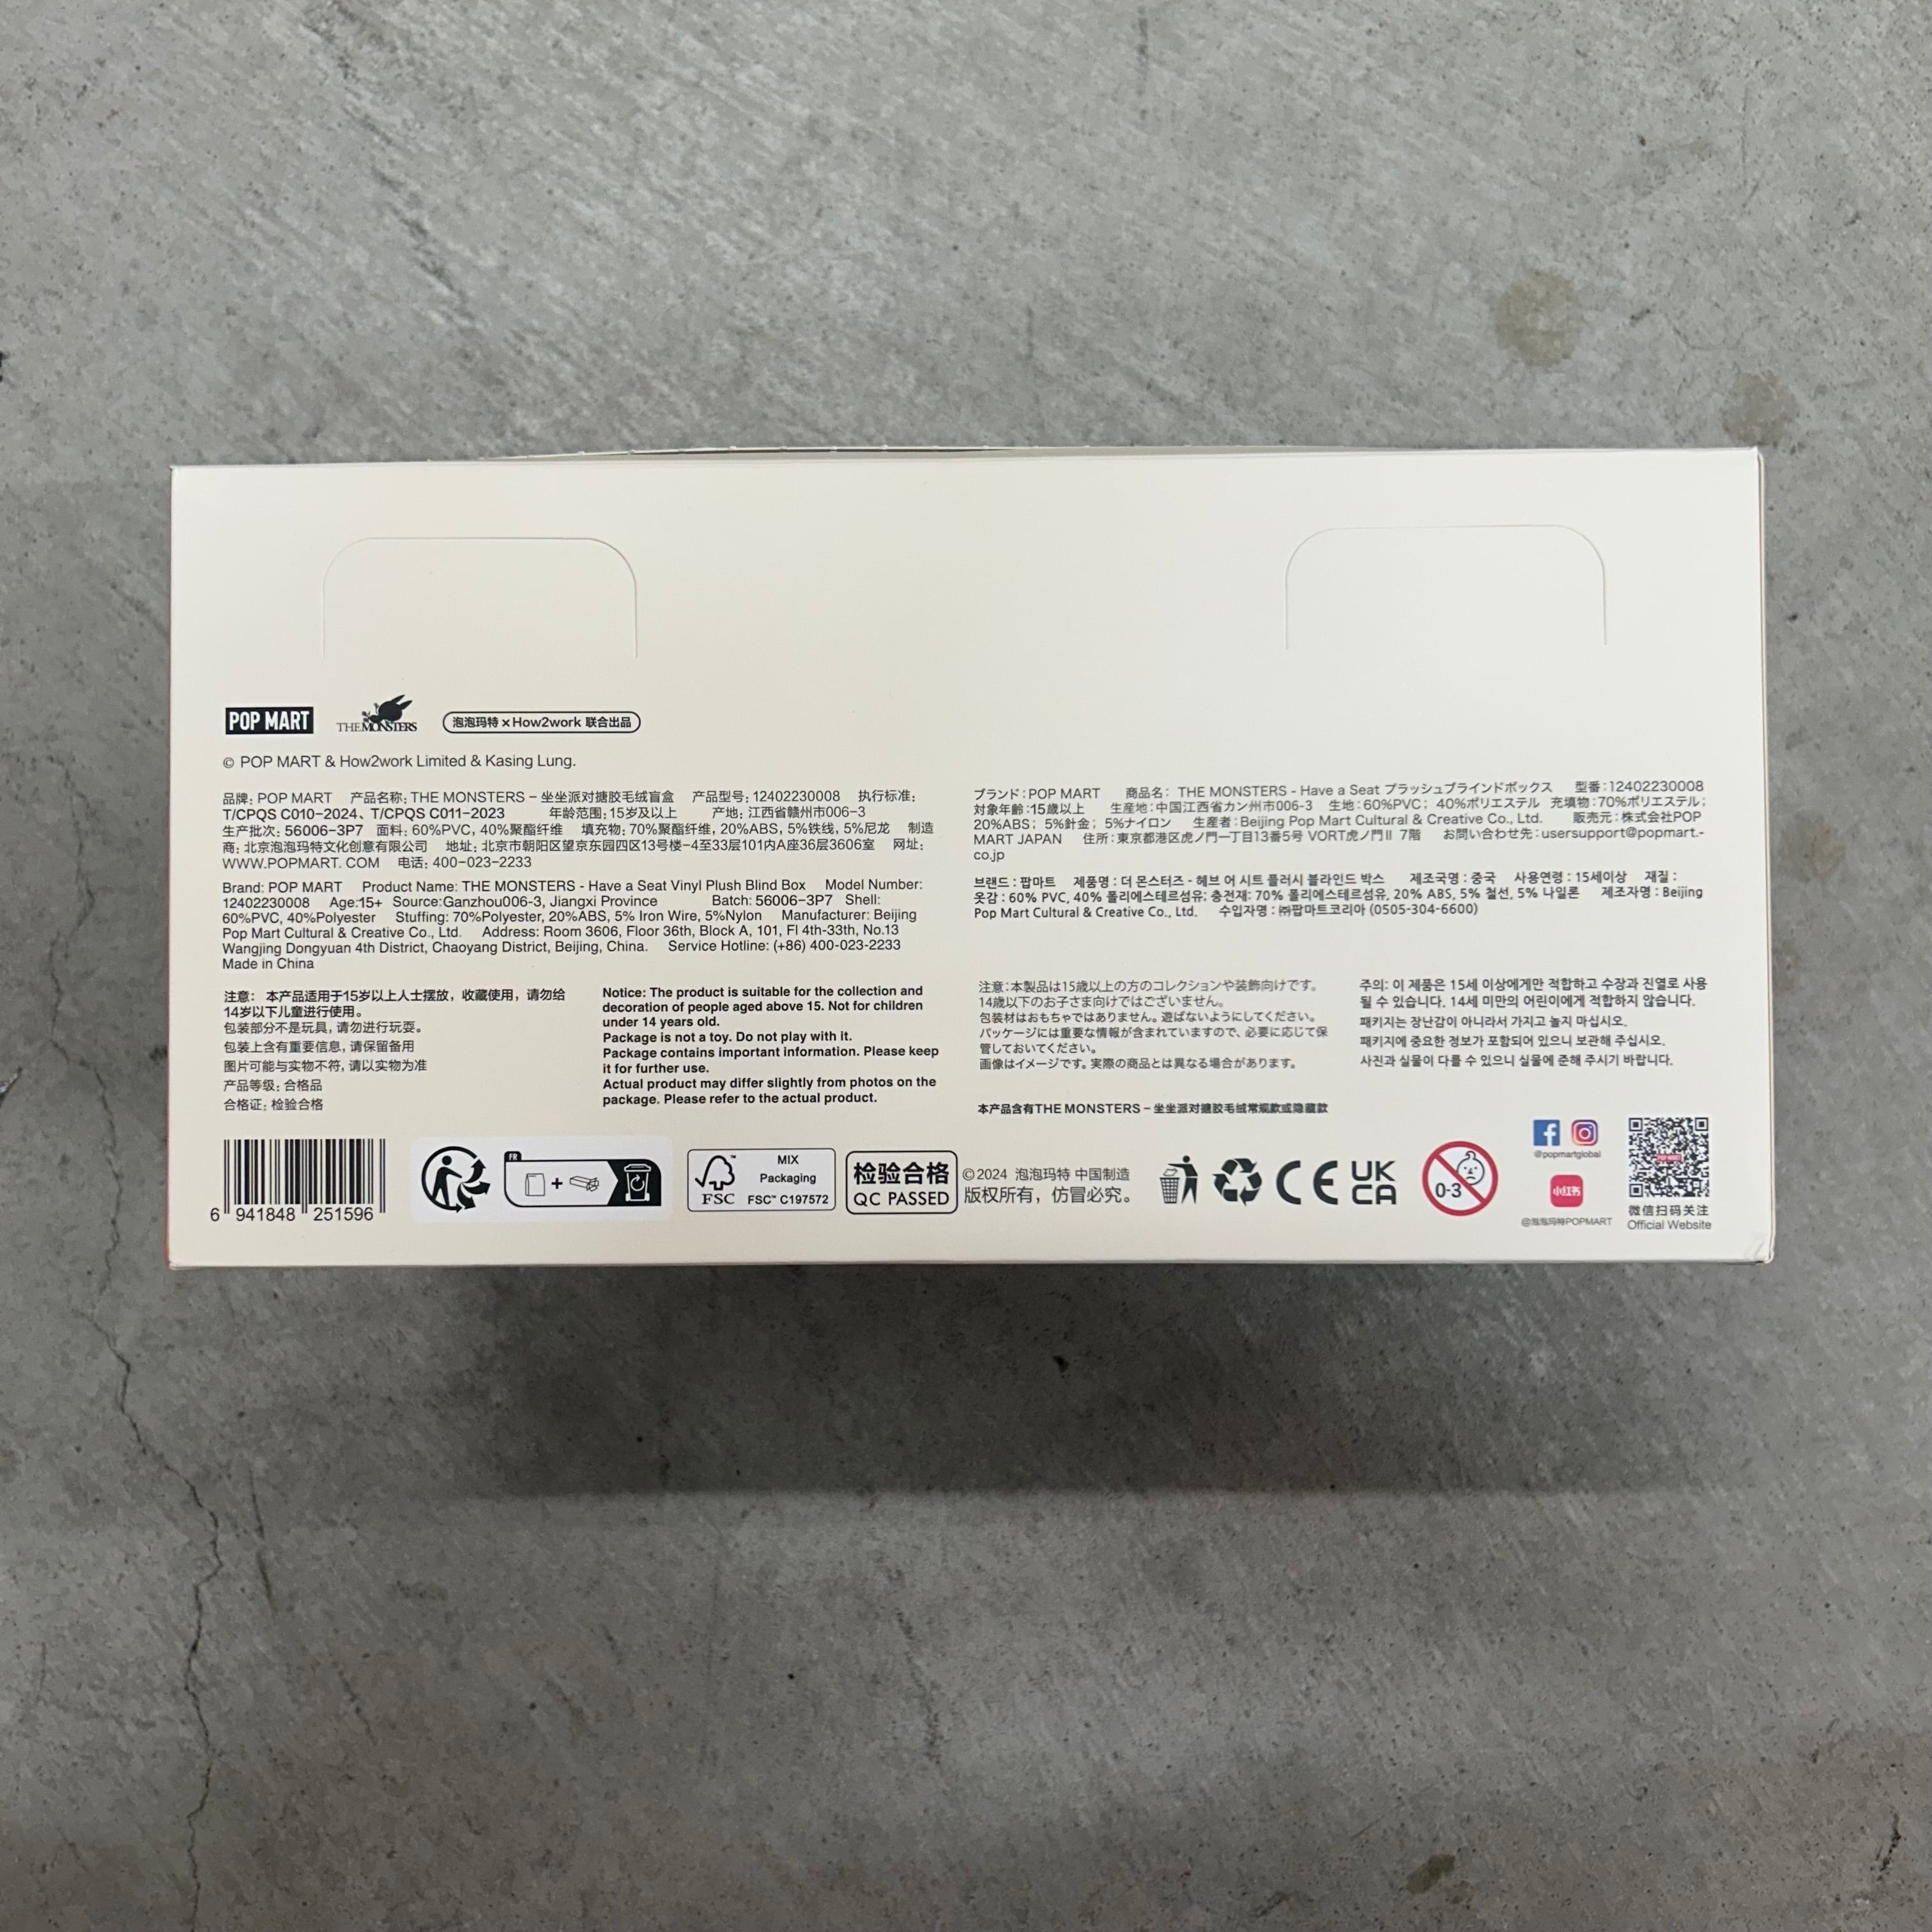 POP MART
THE MONSTERS
泡泡玛特 × How2work 联合出品
© POP MART & How2work Limited & Kasing Lung.
品牌: POP MART 产品名称: THE MONSTERS – 坐坐派对搪胶毛绒盲盒 产品型号: 12402230008 执行标准:
T/CPQS C010-2024、T/CPQS C011-2023 年龄范围: 15岁及以上 产地: 江西省赣州市006-3
生产批次: 56006-3P7 面料: 60%PVC, 40%聚酯纤维 填充物: 70%聚酯纤维, 20%ABS, 5%铁线, 5%尼龙 制造
商: 北京泡泡玛特文化创意有限公司 地址: 北京市朝阳区望京东园四区13号楼-4至33层101内A座36层3606室 网址:
WWW.POPMART. COM 电话: 400-023-2233
Brand: POP MART Product Name: THE MONSTERS - Have a Seat Vinyl Plush Blind Box Model Number:
12402230008 Age:15+ Source:Ganzhou006-3, Jiangxi Province Batch: 56006-3P7 Shell:
60%PVC, 40%Polyester Stuffing: 70%Polyester, 20%ABS, 5% Iron Wire, 5%Nylon Manufacturer: Beijing
Pop Mart Cultural & Creative Co., Ltd. Address: Room 3606, Floor 36th, Block A, 101, Fl 4th-33th, No.13
Wangjing Dongyuan 4th District, Chaoyang District, Beijing, China. Service Hotline: (+86) 400-023-2233
Made in China
ブランド:POP MART 商品名: THE MONSTERS - Have a Seat プラッシュブラインドボックス 型番:12402230008
対象年齢:15歳以上 生産地:中国江西省カン州市006-3 生地:60%PVC; 40%ポリエステル 充填物:70%ポリエステル;
20%ABS; 5%針金; 5%ナイロン 生産者:Beijing Pop Mart Cultural & Creative Co., Ltd. 販売元:株式会社POP
MART JAPAN 住所:東京都港区虎ノ門一丁目13番5号 VORT虎ノ門II 7階 お問い合わせ先:usersupport@popmart.-
co.jp
브랜드 : 팝마트 제품명 : 더 몬스터즈 - 헤브 어 시트 플러시 블라인드 박스 제조국명 : 중국 사용연령 : 15세이상 재질 :
옷감 : 60% PVC, 40% 폴리에스테르섬유; 충전재: 70% 폴리에스테르섬유, 20% ABS, 5% 철선, 5% 나일론 제조자명 : Beijing
Pop Mart Cultural & Creative Co., Ltd. 수입자명 : ㈜팝마트코리아 (0505-304-6600)
注意: 本产品适用于15岁以上人士摆放，收藏使用，请勿给
14岁以下儿童进行使用。
包装部分不是玩具, 请勿进行玩耍。
包装上含有重要信息, 请保留备用
图片可能与实物不符, 请以实物为准
产品等级: 合格品
合格证: 检验合格
Notice: The product is suitable for the collection and
decoration of people aged above 15. Not for children
under 14 years old.
Package is not a toy. Do not play with it.
Package contains important information. Please keep
it for further use.
Actual product may differ slightly from photos on the
package. Please refer to the actual product.
注意:本製品は15歳以上の方のコレクションや装飾向けです。
14歳以下のお子さま向けではございません。
包装材はおもちゃではありません。遊ばないようにしてください。
パッケージには重要な情報が含まれていますので、必要に応じて保
管しておいてください。
画像はイメージです。実際の商品とは異なる場合があります。
本产品含有THE MONSTERS – 坐坐派对搪胶毛绒常规款或隐藏款
주의: 이 제품은 15세 이상에게만 적합하고 수장과 진열로 사용
될 수 있습니다. 14세 미만의 어린이에게 적합하지 않습니다.
패키지는 장난감이 아니라서 가지고 놀지 마십시오.
패키지에 중요한 정보가 포함되어 있으니 보관해 주십시오.
사진과 실물이 다를 수 있으니 실물에 준해 주시기 바랍니다.
6 941848 251596
FR
FSC
MIX
Packaging
FSC™ C197572
检验合格
QC PASSED
©2024 泡泡玛特 中国制造
版权所有，仿冒必究。
CE
UK
CA
0-3
@popmartglobal
小红书
@泡泡玛特POPMART
POP MART
微信扫码关注
Official Website